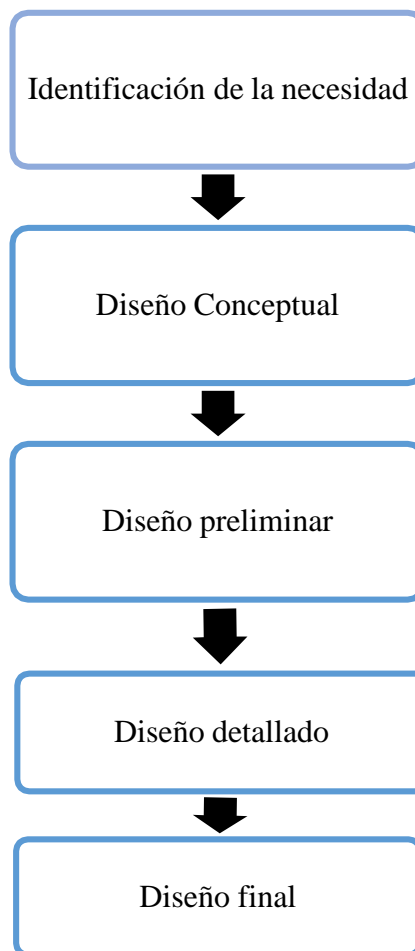 Identificación de la necesidad
Diseño Conceptual
Diseño preliminar
Diseño detallado
Diseño final